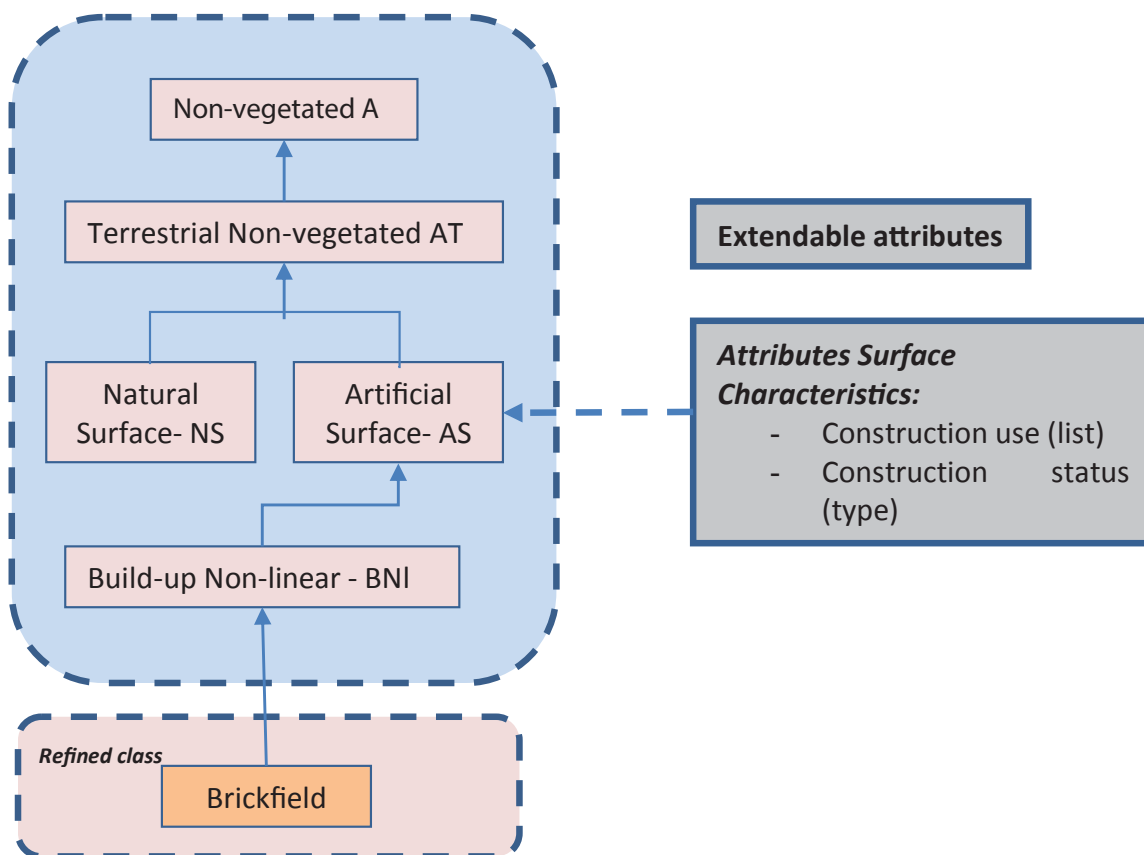 Non-vegetated A
Terrestrial Non-vegetated AT
Natural
Surface- NS
Artificial
Surface- AS
Build-up Non-linear - BNl
Refined class
Brickfield
Extendable attributes
Attributes Surface
Characteristics:
- Construction use (list)
- Construction status
(type)